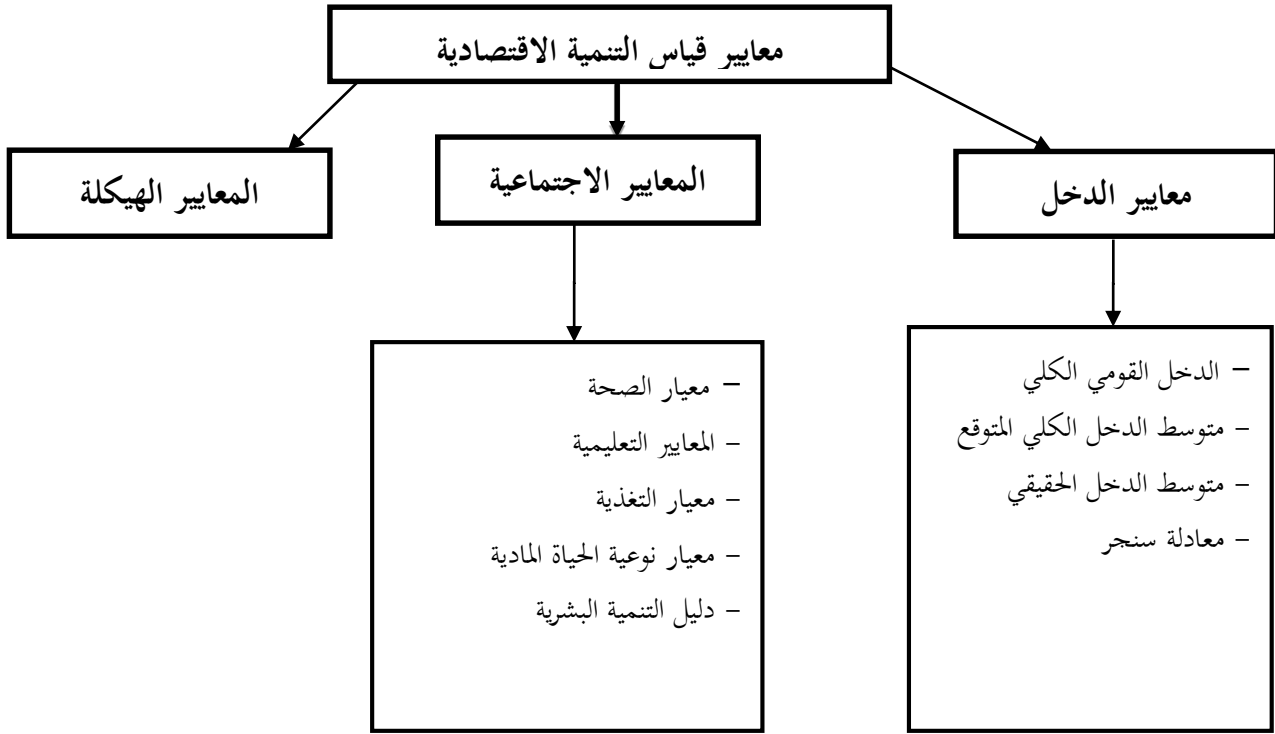 معايير قياس التنمية الاقتصادية
معايير الدخل
المعايير الاجتماعية
المعايير الهيكلة
– الدخل القومي الكلي
– متوسط الدخل الكلي المتوقع
– متوسط الدخل الحقيقي
– معادلة سنجر
– معيار الصحة
– المعايير التعليمية
– معيار التغذية
– معيار نوعية الحياة المادية
– دليل التنمية البشرية